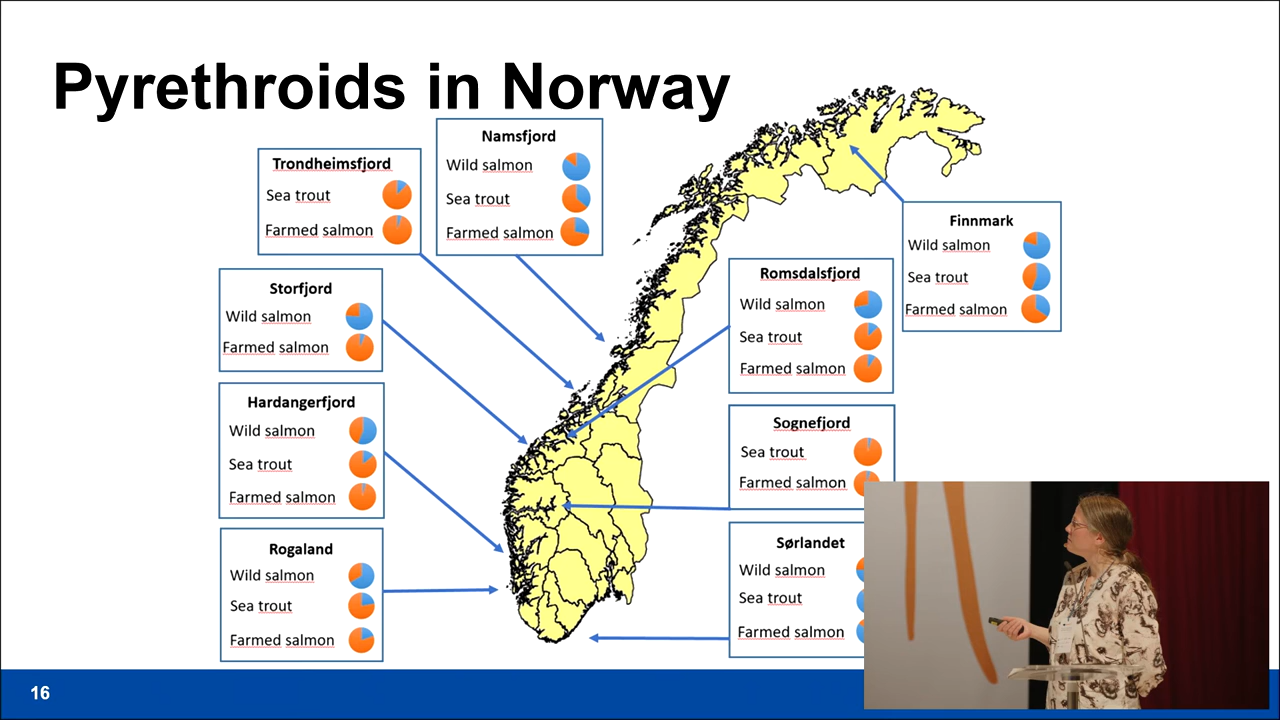 Pyrethroids in Norway
Namsfjord
Wild salmon
Sea trout
Farmed salmon
Trondheimsfjord
Sea trout
Farmed salmon
Finnmark
Wild salmon
Sea trout
Farmed salmon
Storfjord
Wild salmon
Farmed salmon
Romsdalsfjord
Wild salmon
Sea trout
Farmed salmon
Hardangerfjord
Wild salmon
Sea trout
Farmed salmon
Sognefjord
Sea trout
Farmed salmon
Rogaland
Wild salmon
Sea trout
Farmed salmon
Sørlandet
Wild salmon
Sea trout
Farmed salmon
16